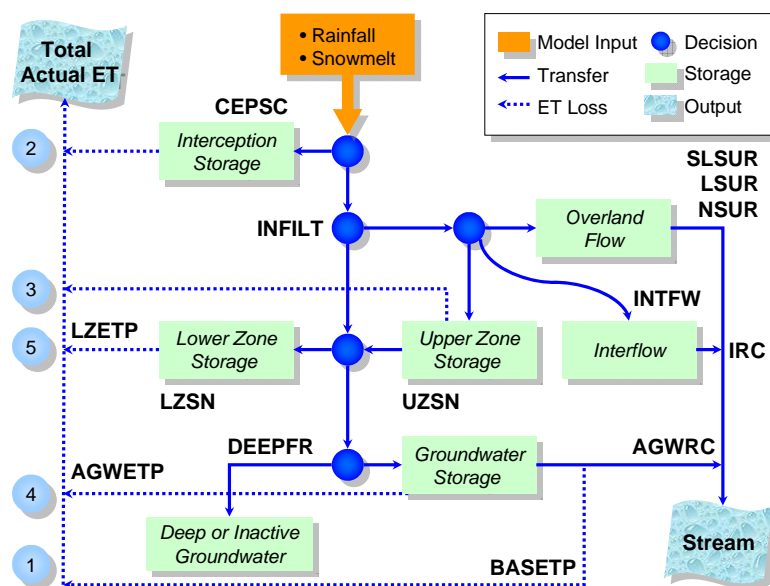 Total
Actual ET
• Rainfall
• Snowmelt
Model Input
Decision
Transfer
Storage
ET Loss
Output
CEPSC
2
Interception
Storage
SLSUR
LSUR
NSUR
INFILT
Overland
Flow
3
INTFW
LZETP
5
Lower Zone
Storage
Upper Zone
Storage
Interflow
IRC
LZSN
UZSN
DEEPFR
Groundwater
Storage
AGWRC
AGWETP
4
Deep or Inactive
Groundwater
Stream
1
BASETP